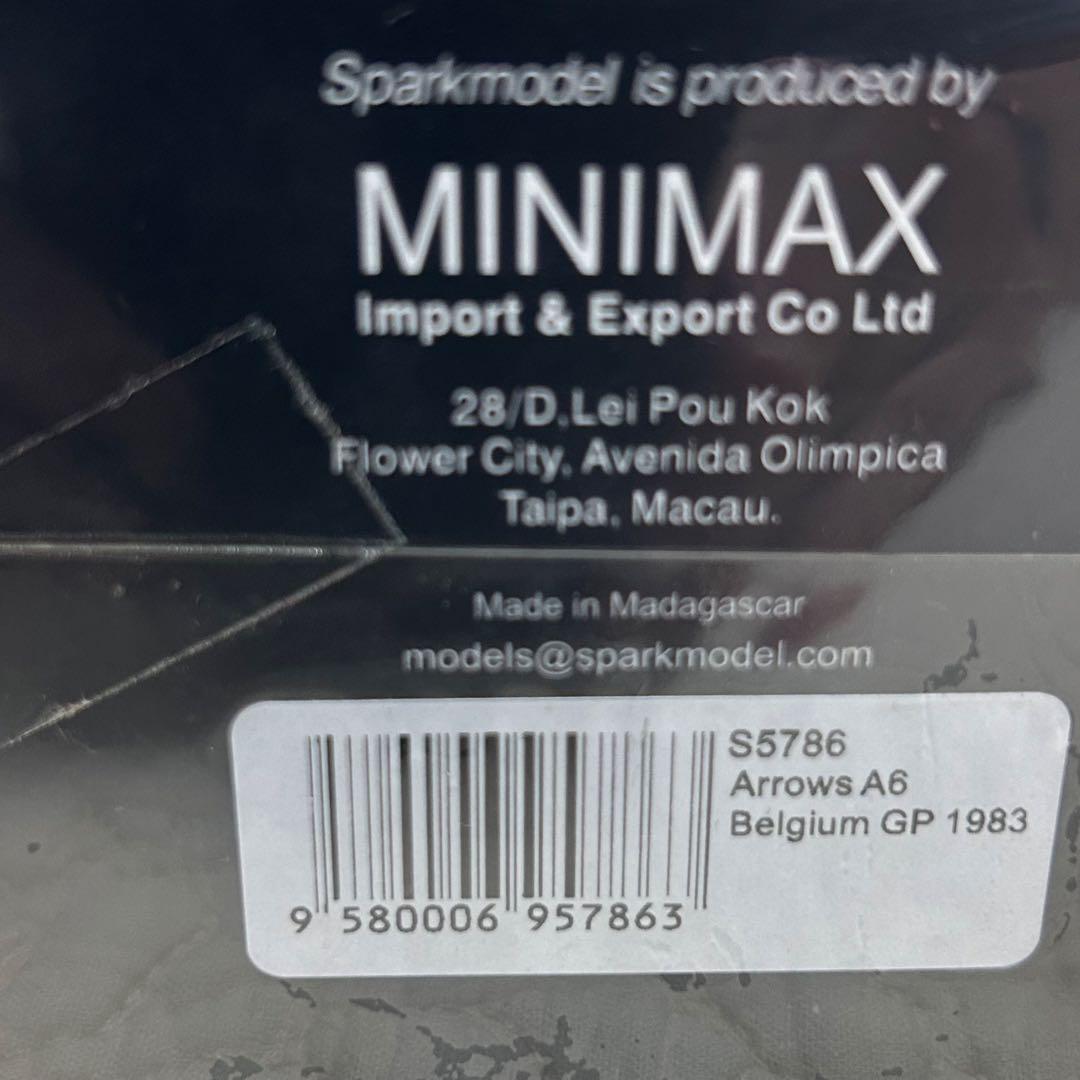 Sparkmodel is produced by
MINIMAX
Import & Export Co Ltd
28/D,Lei Pou Kok
Flower City, Avenida Olimpica
Taipa, Macau.
Made in Madagascar
models@sparkmodel.com
S5786
Arrows A6
Belgium GP 1983
9 580006 957863